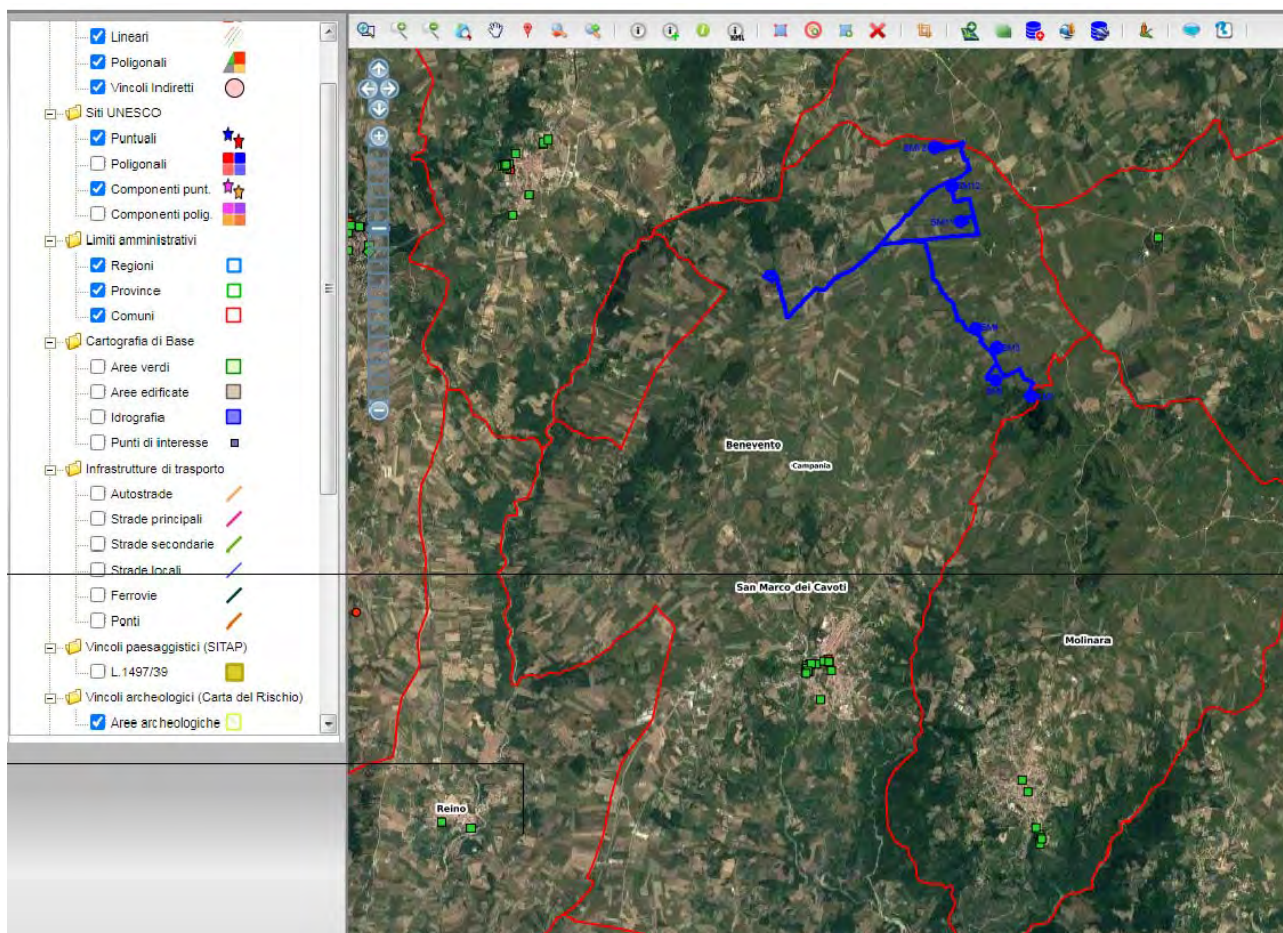 Lineari
Poligonali
Vincoli Indiretti
Siti UNESCO
Puntuali
Poligonali
Componenti punt.
Componenti polig.
Limiti amministrativi
Regioni
Province
Comuni
Cartografia di Base
Aree verdi
Aree edificate
Idrografia
Punti di interesse
Infrastrutture di trasporto
Autostrade
Strade principali
Strade secondarie
Strade locali
Ferrovie
Ponti
Vincoli paesaggistici (SITAP)
L.1497/39
Vincoli archeologici (Carta del Rischio)
Aree archeologiche
Benevento
Campania
San Marco dei Cavoti
Molinara
Reino